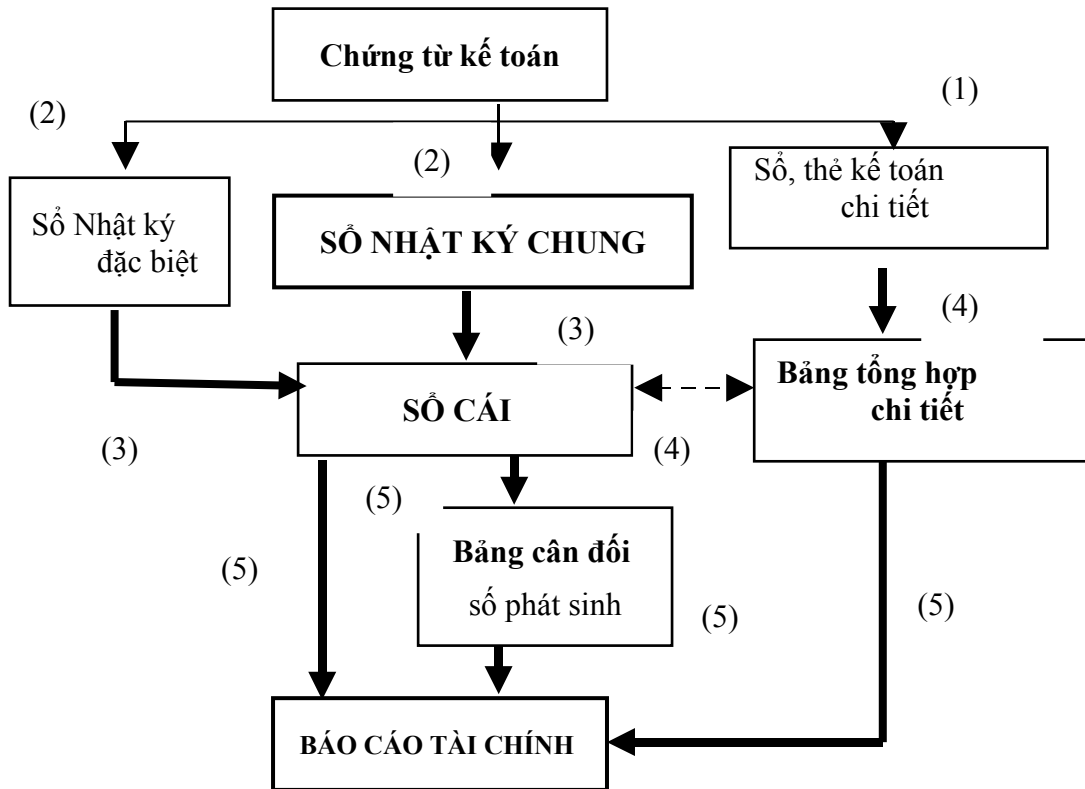 Chứng từ kế toán
(1)
(2)
(2)
Sổ, thẻ kế toán
chi tiết
Sổ Nhật ký
đặc biệt
SỔ NHẬT KÝ CHUNG
(4)
(3)
Bảng tổng hợp
chi tiết
SỔ CÁI
(3)
(4)
(5)
Bảng cân đối
số phát sinh
(5)
(5)
(5)
BÁO CÁO TÀI CHÍNH